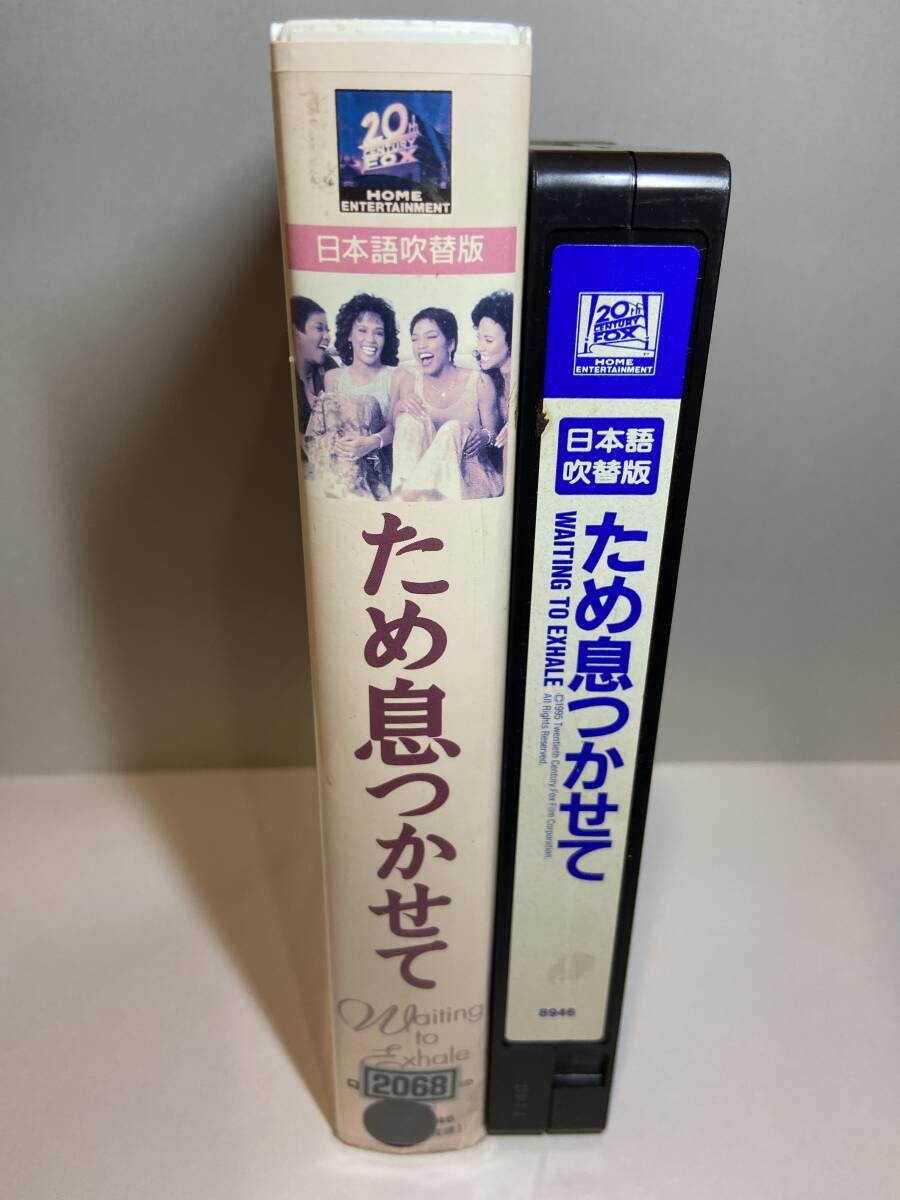 20th
CENTURY
FOX
HOME
ENTERTAINMENT
日本語吹替版
ため息つかせて
Waiting
to
Exhale
2068
20th
CENTURY
FOX
HOME
ENTERTAINMENT
日本語
吹替版
ため息つかせて
WAITING TO EXHALE
©1995 Twentieth Century Fox Film Corporation.
All Rights Reserved.
8946